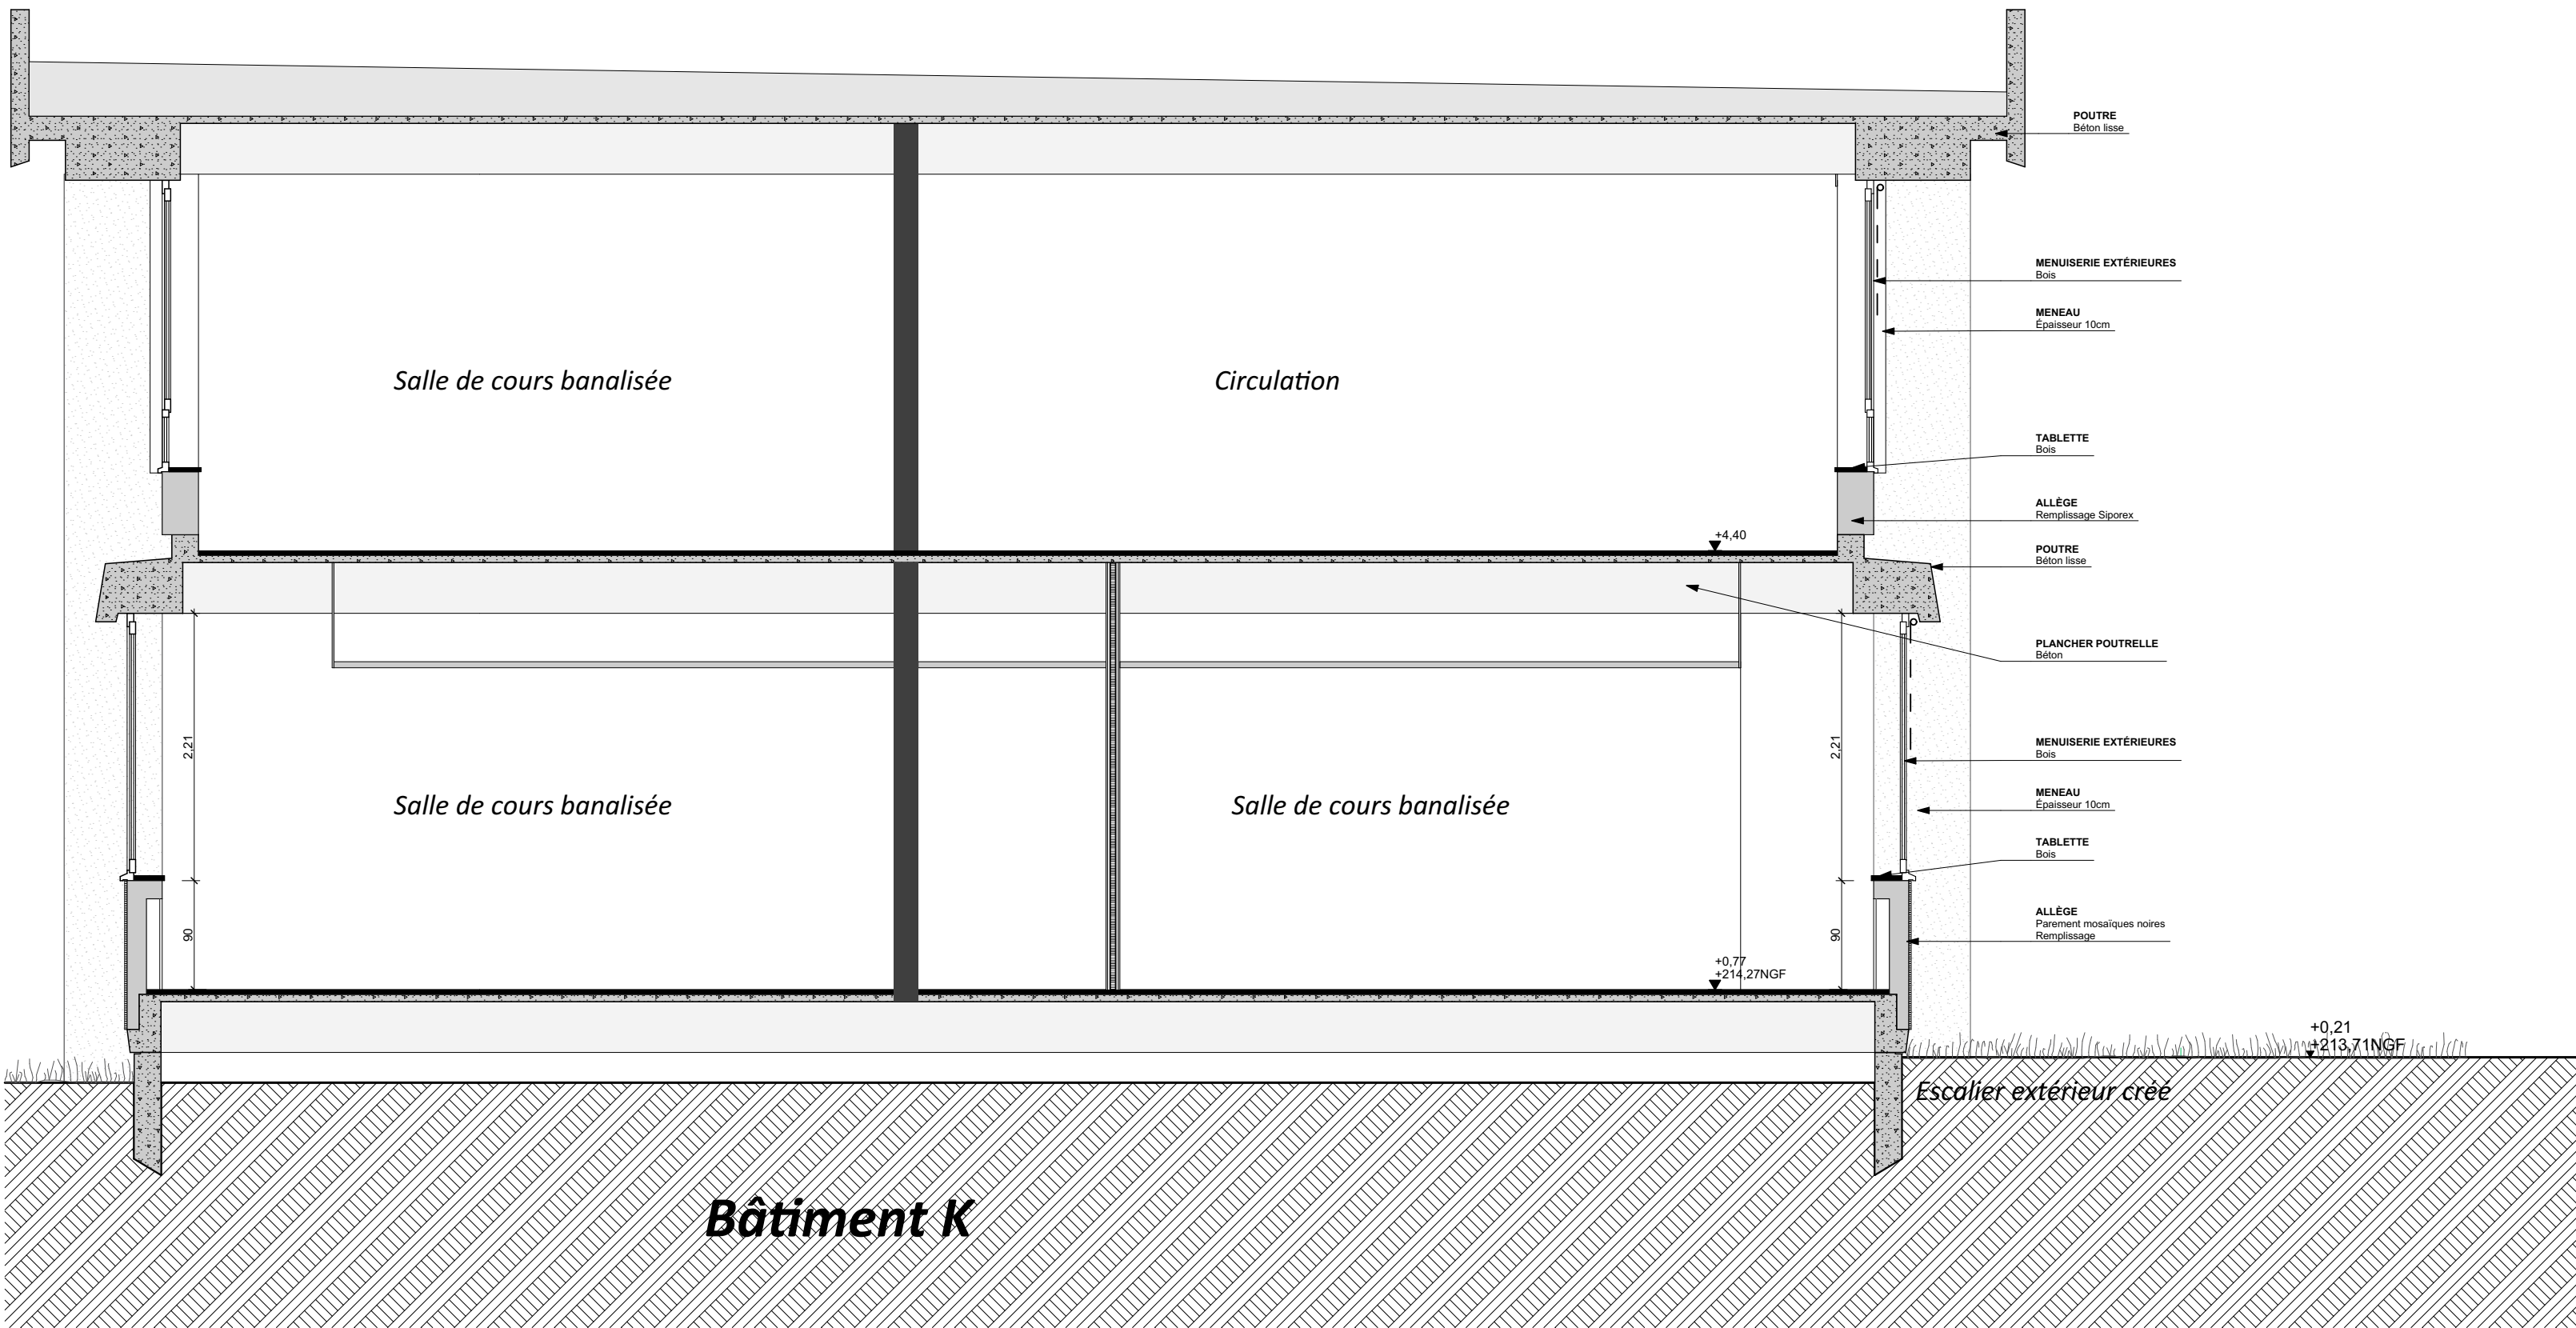 POUTRE
Béton lisse
MENUISERIE EXTÉRIEURES
Bois
MENEAU
Épaisseur 10cm
Salle de cours banalisée
Circulation
TABLETTE
Bois
ALLÈGE
Remplissage Siporex
+4,40
POUTRE
Béton lisse
PLANCHER POUTRELLE
Béton
2,21
2,21
MENUISERIE EXTÉRIEURES
Bois
MENEAU
Épaisseur 10cm
Salle de cours banalisée
Salle de cours banalisée
TABLETTE
Bois
ALLÈGE
Parement mosaïques noires
Remplissage
90
90
+0,77
+214,27NGF
+0,21
+213,71NGF
Escalier extérieur créé
Bâtiment K